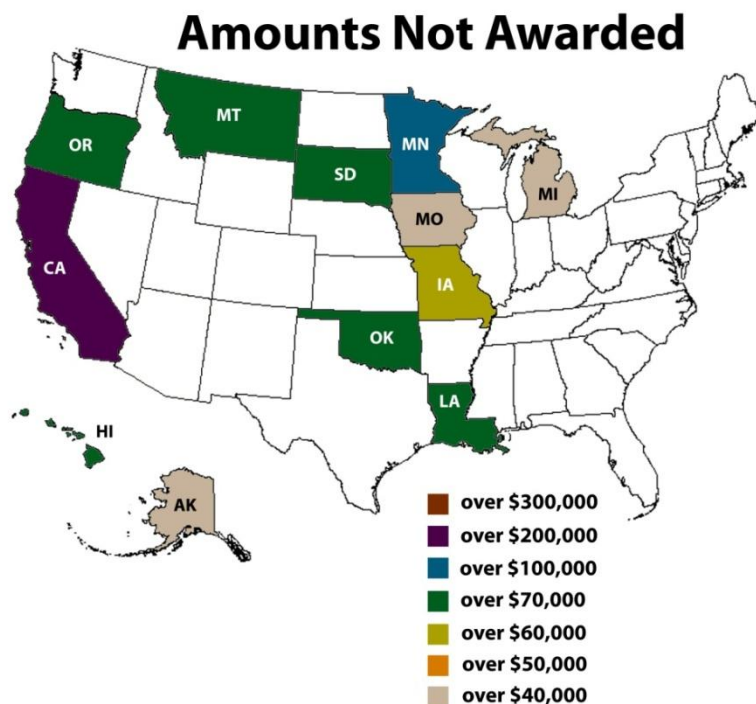 Amounts Not Awarded
MT
OR
MN
SD
MI
MO
CA
IA
OK
LA
HI
AK
over $300,000
over $200,000
over $100,000
over $70,000
over $60,000
over $50,000
over $40,000